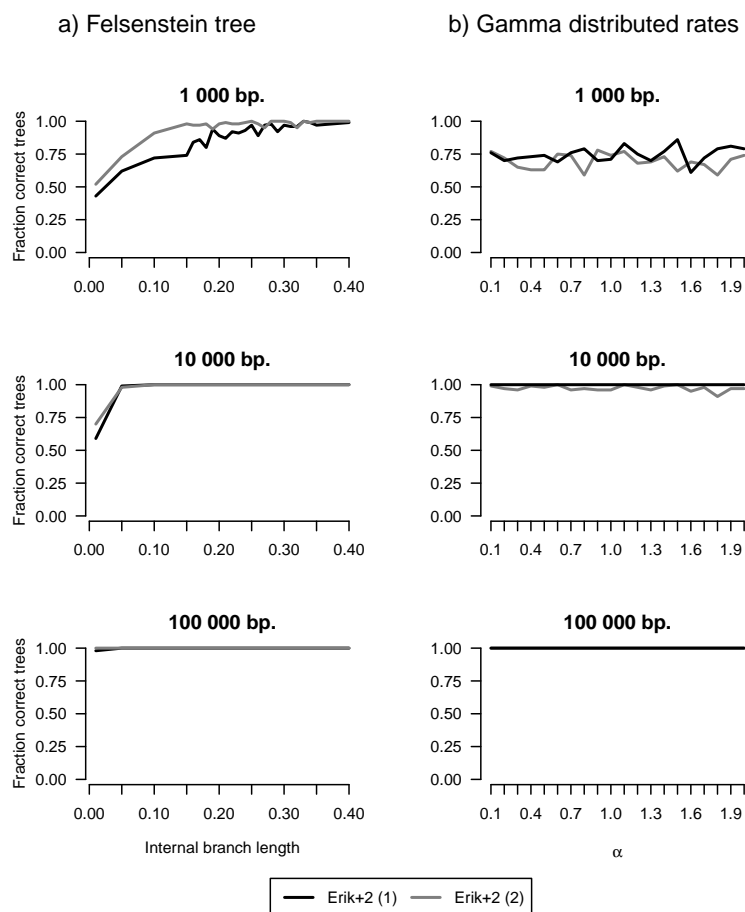 a) Felsenstein tree
b) Gamma distributed rates
1 000 bp.
Fraction correct trees
1.00
0.75
0.50
0.25
0.00
0.00 0.10 0.20 0.30 0.40
1 000 bp.
1.00
0.75
0.50
0.25
0.00
0.1 0.4 0.7 1.0 1.3 1.6 1.9
10 000 bp.
Fraction correct trees
1.00
0.75
0.50
0.25
0.00
0.00 0.10 0.20 0.30 0.40
10 000 bp.
1.00
0.75
0.50
0.25
0.00
0.1 0.4 0.7 1.0 1.3 1.6 1.9
100 000 bp.
Fraction correct trees
1.00
0.75
0.50
0.25
0.00
0.00 0.10 0.20 0.30 0.40
Internal branch length
100 000 bp.
1.00
0.75
0.50
0.25
0.00
0.1 0.4 0.7 1.0 1.3 1.6 1.9
α
Erik+2 (1) Erik+2 (2)